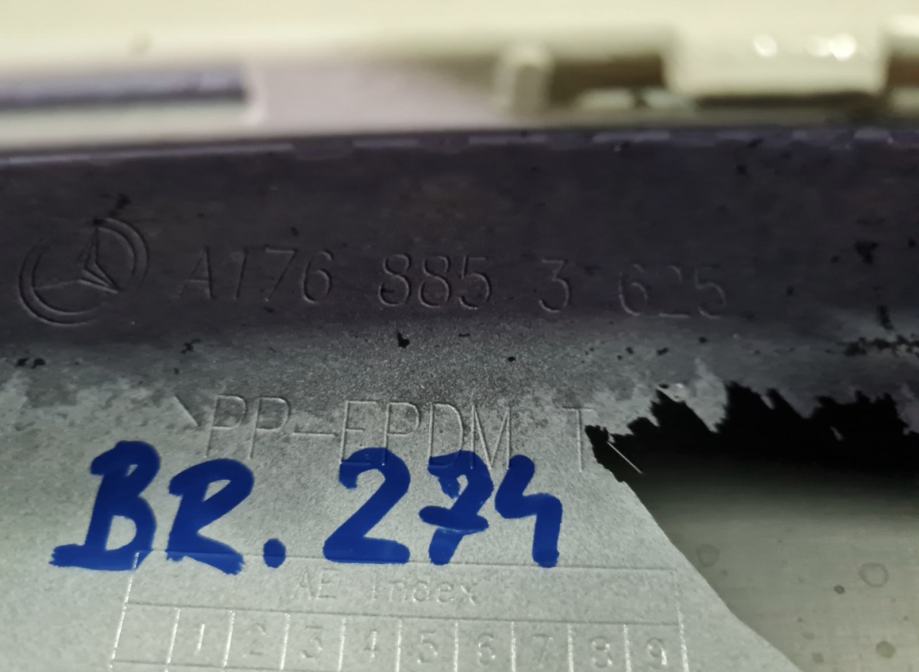 A176 885 3 625
>PP-EPDM T
BR. 274
AE Index
1 2 3 4 5 6 7 8 9